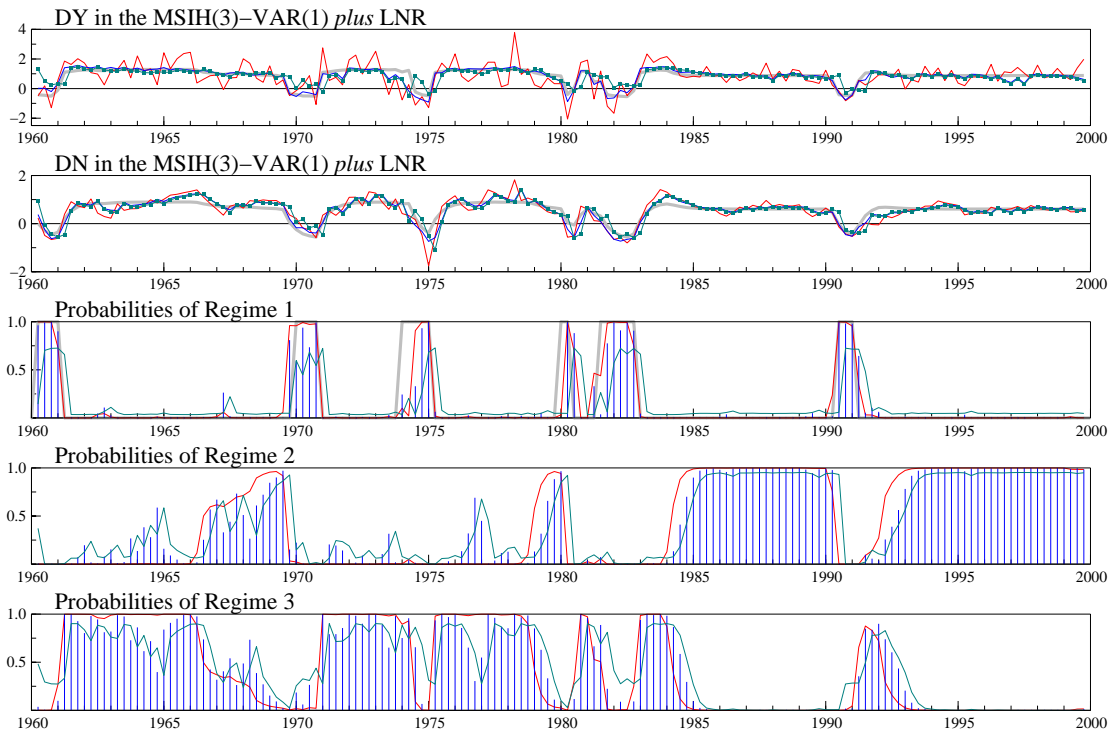 DY in the MSIH(3)−VAR(1) plus LNR
4
2
0
−2
1960 1965 1970 1975 1980 1985 1990 1995 2000
DN in the MSIH(3)−VAR(1) plus LNR
2
0
−2
1960 1965 1970 1975 1980 1985 1990 1995 2000
Probabilities of Regime 1
1.0
0.5
1960 1965 1970 1975 1980 1985 1990 1995 2000
Probabilities of Regime 2
1.0
0.5
1960 1965 1970 1975 1980 1985 1990 1995 2000
Probabilities of Regime 3
1.0
0.5
1960 1965 1970 1975 1980 1985 1990 1995 2000